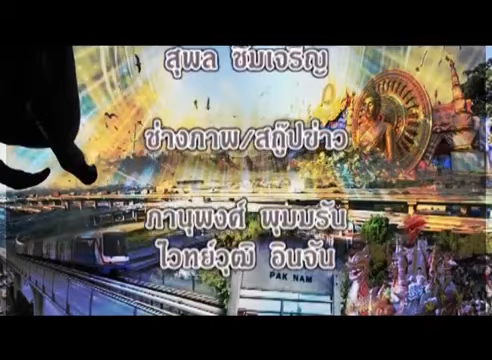 สุพล ชิมเจริญ
ช่างภาพ/สกู๊ปข่าว
ภานุพงศ์ พุมมรัน
ไวทย์วุฒิ อินจัน
PAK NAM